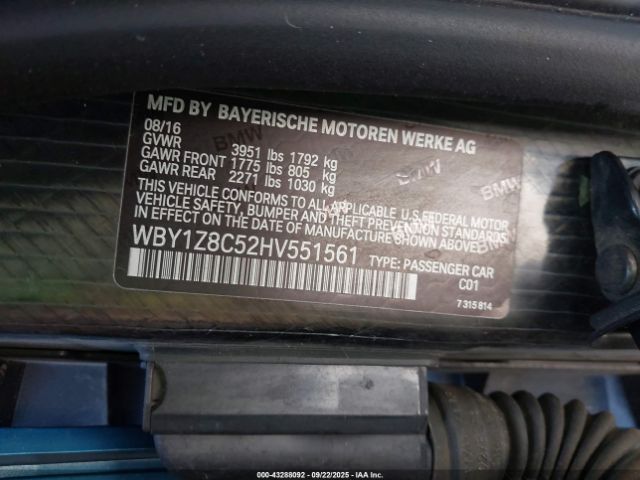 MFD BY BAYERISCHE MOTOREN WERKE AG
08/16
GVWR 3951 lbs 1792 kg
GAWR FRONT 1775 lbs 805 kg
GAWR REAR 2271 lbs 1030 kg
THIS VEHICLE CONFORMS TO ALL APPLICABLE U.S. FEDERAL MOTOR
VEHICLE SAFETY, BUMPER AND THEFT PREVENTION STANDARDS
IN EFFECT ON THE DATE OF MANUFACTURE SHOWN ABOVE.
WBY1Z8C52HV551561 TYPE: PASSENGER CAR
C01
7 315 814
BMW
BMW
BMW
000-43288092 09/22/2025 IAA Inc.